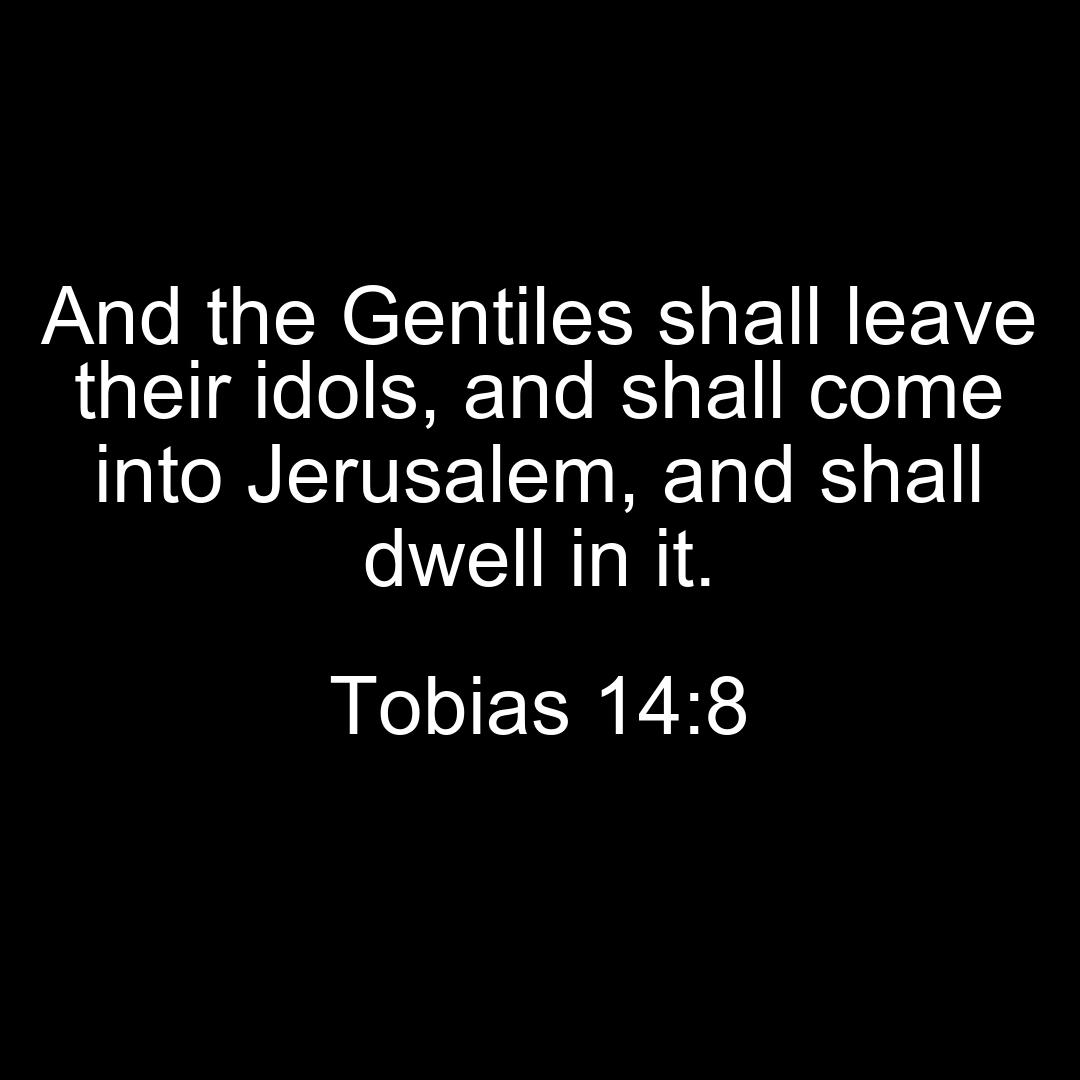 And the Gentiles shall leave
their idols, and shall come
into Jerusalem, and shall
dwell in it.
Tobias 14:8